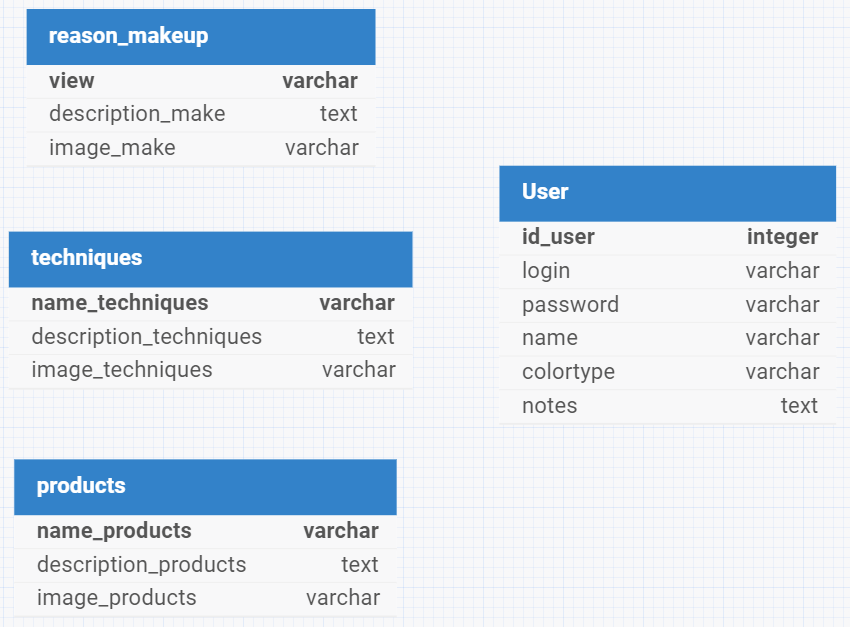 reason_makeup
view varchar
description_make text
image_make varchar
User
id_user integer
login varchar
password varchar
name varchar
colortype varchar
notes text
techniques
name_techniques varchar
description_techniques text
image_techniques varchar
products
name_products varchar
description_products text
image_products varchar